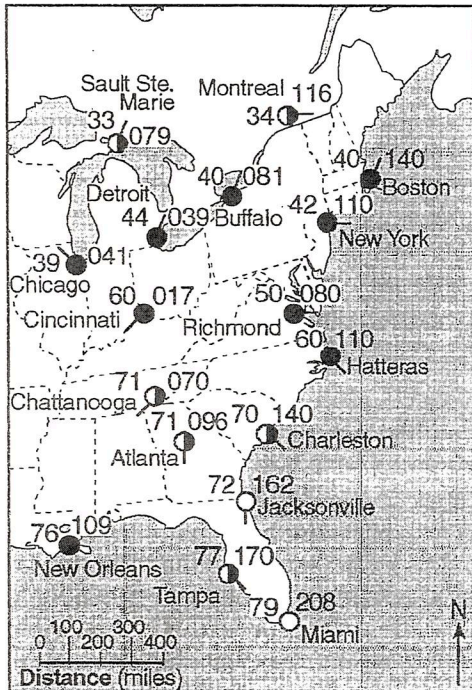 Sault Ste.
Marie
33
079
Montreal
116
34
Detroit
44
039
40
081
Buffalo
40
140
Boston
42
110
New York
39
041
Chicago
60
017
Cincinnati
50
080
Richmond
60
110
Hatteras
71
070
Chattanooga
71
096
Atlanta
70
140
Charleston
72
162
Jacksonville
76
109
New Orleans
77
170
Tampa
79
208
Miami
0 100 200 300 400
Distance (miles)
N